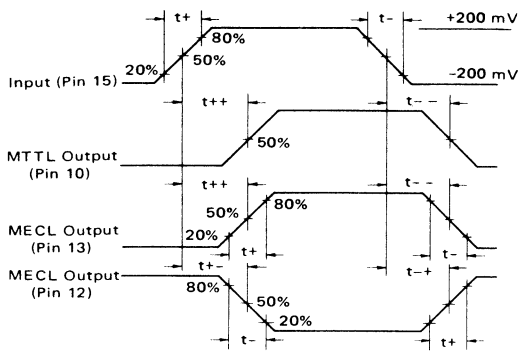 t+
t-
+200 mV
80%
50%
20%
Input (Pin 15)
-200 mV
t++
t--
50%
MTTL Output
(Pin 10)
t++
t--
50%
80%
20%
MECL Output
(Pin 13)
t+
t-
t+-
t-+
MECL Output
(Pin 12)
80%
50%
20%
t-
t+